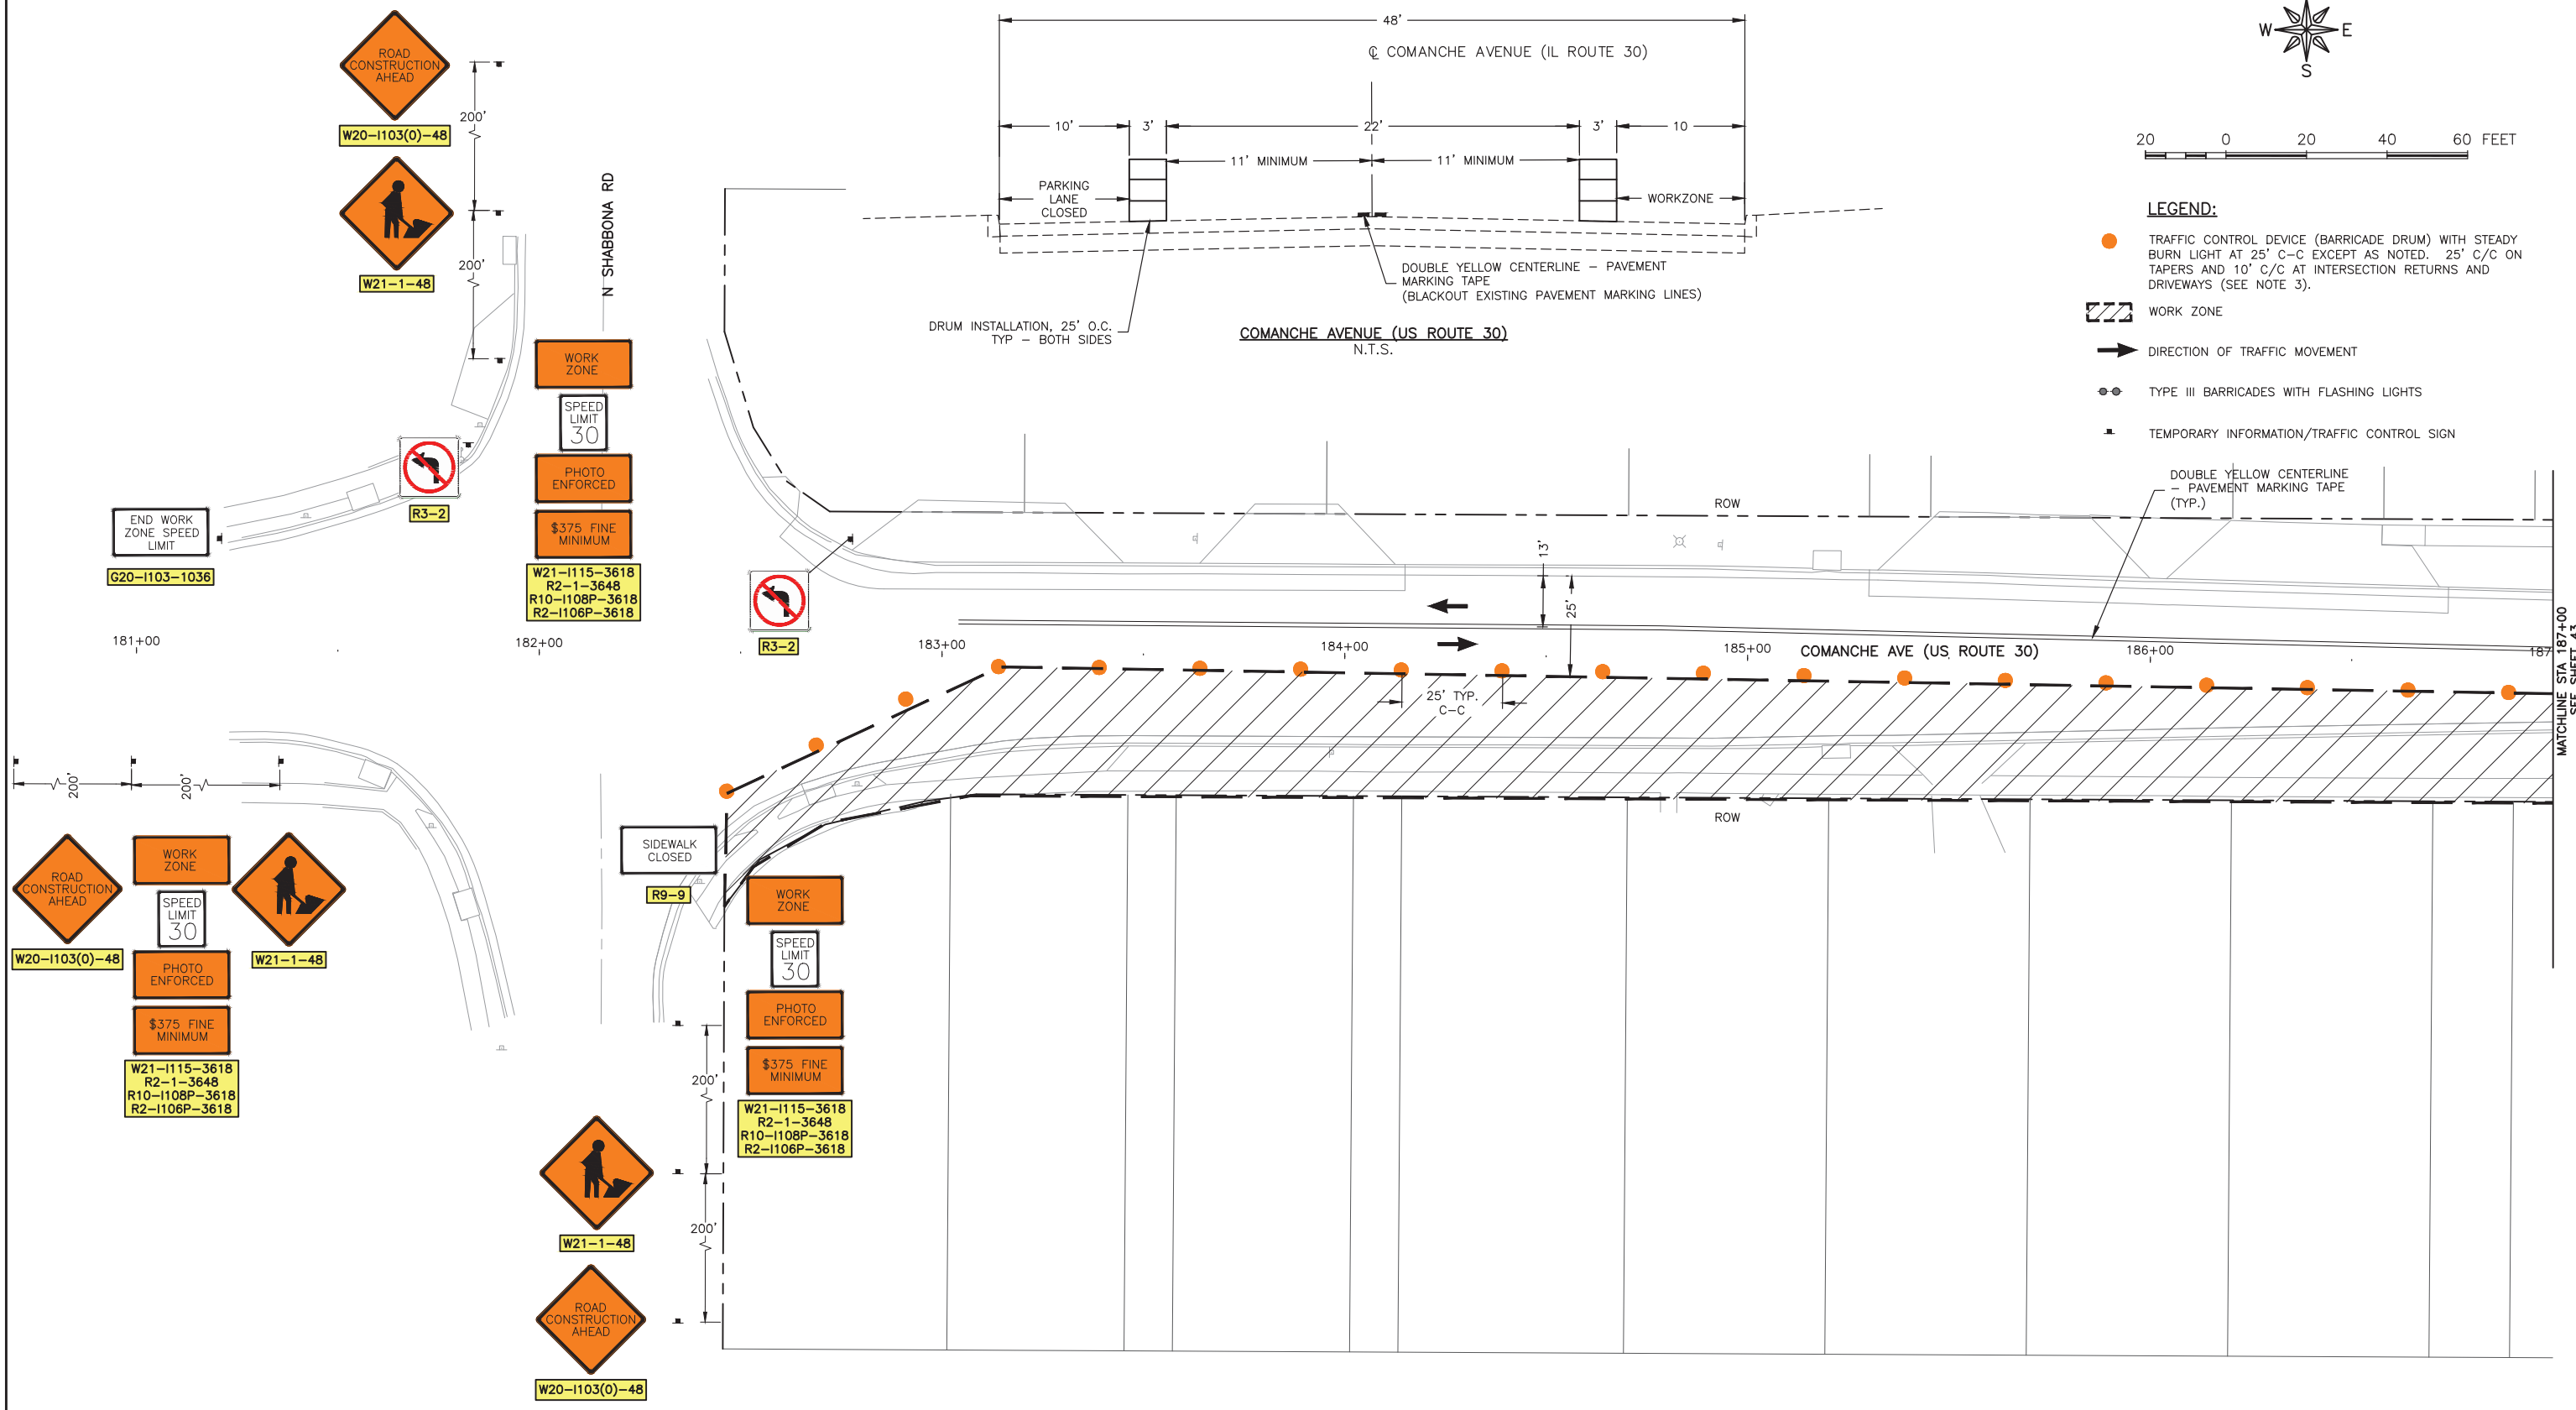 ROAD
CONSTRUCTION
AHEAD
W20-I103(0)-48
200'
W21-1-48
200'
N SHABBONA RD
48'
℄ COMANCHE AVENUE (IL ROUTE 30)
10'
3'
22'
3'
10
11' MINIMUM
11' MINIMUM
PARKING
LANE
CLOSED
WORKZONE
DOUBLE YELLOW CENTERLINE – PAVEMENT
MARKING TAPE
(BLACKOUT EXISTING PAVEMENT MARKING LINES)
DRUM INSTALLATION, 25' O.C.
TYP – BOTH SIDES
COMANCHE AVENUE (US ROUTE 30)
N.T.S.
W
E
S
20 0 20 40 60 FEET
LEGEND:
TRAFFIC CONTROL DEVICE (BARRICADE DRUM) WITH STEADY
BURN LIGHT AT 25' C-C EXCEPT AS NOTED. 25' C/C ON
TAPERS AND 10' C/C AT INTERSECTION RETURNS AND
DRIVEWAYS (SEE NOTE 3).
WORK ZONE
DIRECTION OF TRAFFIC MOVEMENT
TYPE III BARRICADES WITH FLASHING LIGHTS
TEMPORARY INFORMATION/TRAFFIC CONTROL SIGN
DOUBLE YELLOW CENTERLINE
– PAVEMENT MARKING TAPE
(TYP.)
WORK
ZONE
SPEED
LIMIT
30
PHOTO
ENFORCED
$375 FINE
MINIMUM
W21-I115-3618
R2-1-3648
R10-I108P-3618
R2-I106P-3618
R3-2
END WORK
ZONE SPEED
LIMIT
G20-I103-1036
R3-2
ROW
13'
25'
181+00
182+00
183+00
184+00
185+00
COMANCHE AVE (US ROUTE 30)
186+00
187
MATCHLINE STA 187+00
SEE SHEET 43
25' TYP.
C-C
ROW
200'
200'
ROAD
CONSTRUCTION
AHEAD
W20-I103(0)-48
WORK
ZONE
SPEED
LIMIT
30
PHOTO
ENFORCED
$375 FINE
MINIMUM
W21-I115-3618
R2-1-3648
R10-I108P-3618
R2-I106P-3618
W21-1-48
SIDEWALK
CLOSED
R9-9
WORK
ZONE
SPEED
LIMIT
30
PHOTO
ENFORCED
$375 FINE
MINIMUM
W21-I115-3618
R2-1-3648
R10-I108P-3618
R2-I106P-3618
200'
W21-1-48
200'
ROAD
CONSTRUCTION
AHEAD
W20-I103(0)-48